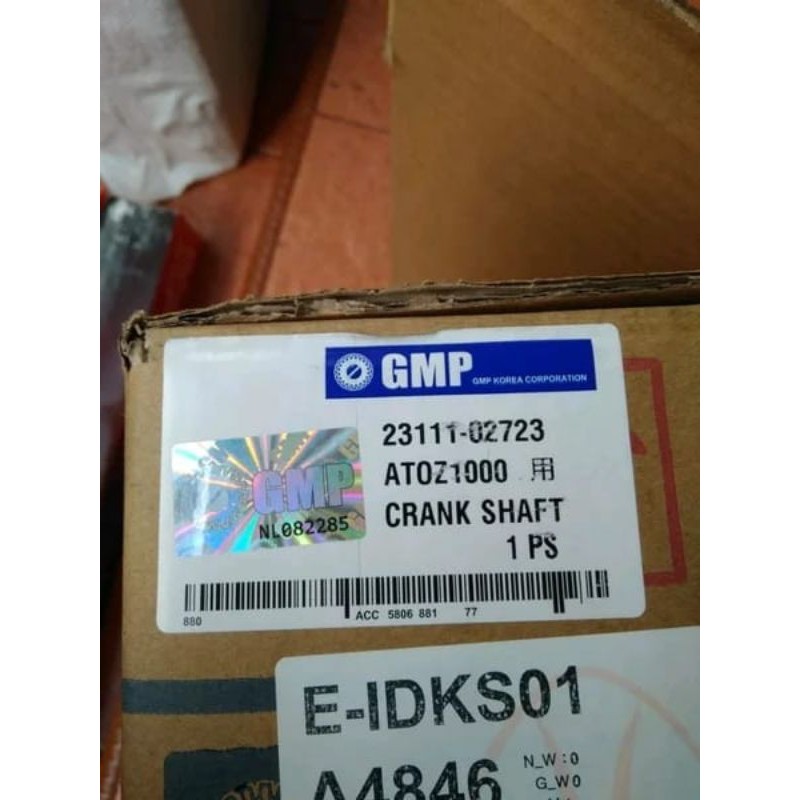 GMP
GMP KOREA CORPORATION
23111-02723
ATOZ1000 用
CRANK SHAFT
1 PS
GMP
NL082285
880
ACC 5806 881 77
E-IDKS01
A4846
N_W:0
G_W0